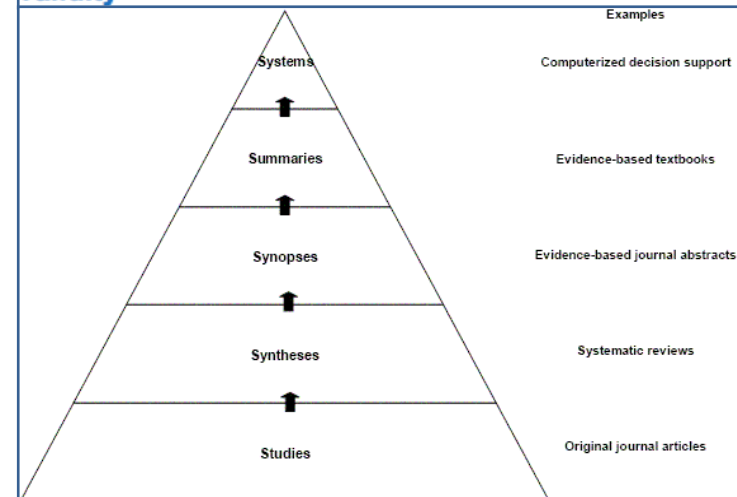 Examples
Systems
Computerized decision support
Summaries
Evidence-based textbooks
Synopses
Evidence-based journal abstracts
Syntheses
Systematic reviews
Studies
Original journal articles